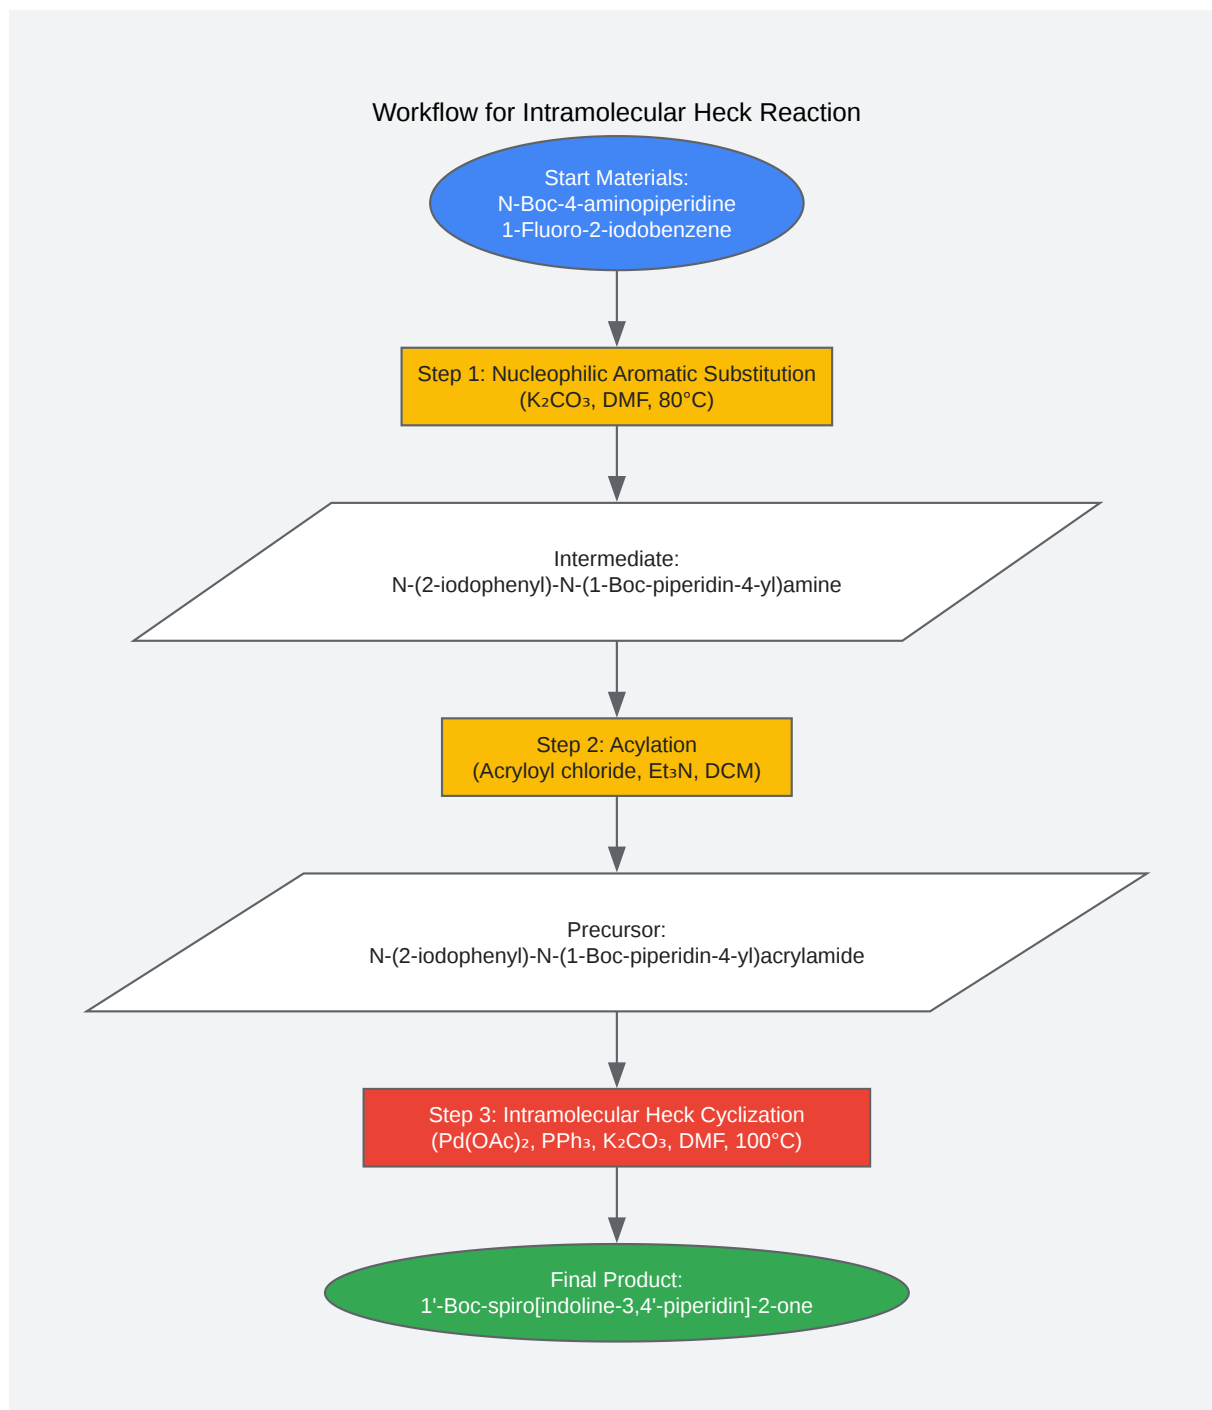 Workflow for Intramolecular Heck Reaction
Start Materials:
N-Boc-4-aminopiperidine
1-Fluoro-2-iodobenzene
Step 1: Nucleophilic Aromatic Substitution
(K₂CO₃, DMF, 80°C)
Intermediate:
N-(2-iodophenyl)-N-(1-Boc-piperidin-4-yl)amine
Step 2: Acylation
(Acryloyl chloride, Et₃N, DCM)
Precursor:
N-(2-iodophenyl)-N-(1-Boc-piperidin-4-yl)acrylamide
Step 3: Intramolecular Heck Cyclization
(Pd(OAc)₂, PPh₃, K₂CO₃, DMF, 100°C)
Final Product:
1'-Boc-spiro[indoline-3,4'-piperidin]-2-one